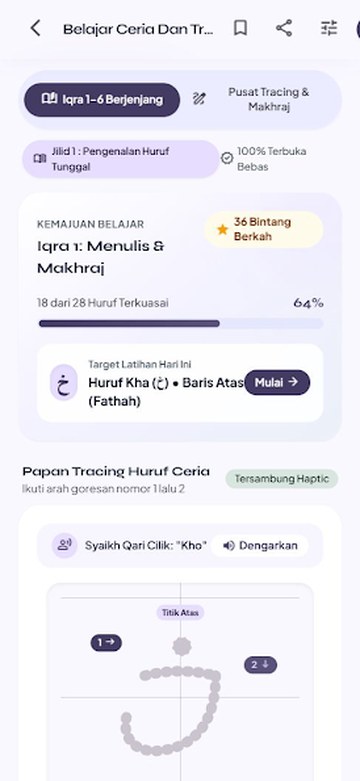 Belajar Ceria Dan Tr...
Iqra 1-6 Berjenjang
Pusat Tracing &
Makhraj
Jilid 1 : Pengenalan Huruf
Tunggal
100% Terbuka
Bebas
KEMAJUAN BELAJAR
36 Bintang
Berkah
Iqra 1: Menulis &
Makhraj
18 dari 28 Huruf Terkuasai
64%
خ
Target Latihan Hari Ini
Huruf Kha (خ) • Baris Atas
(Fathah)
Mulai →
Papan Tracing Huruf Ceria
Ikuti arah goresan nomor 1 lalu 2
Tersambung Haptic
Syaikh Qari Cilik: "Kho"
Dengarkan
Titik Atas
1 →
2 ↓